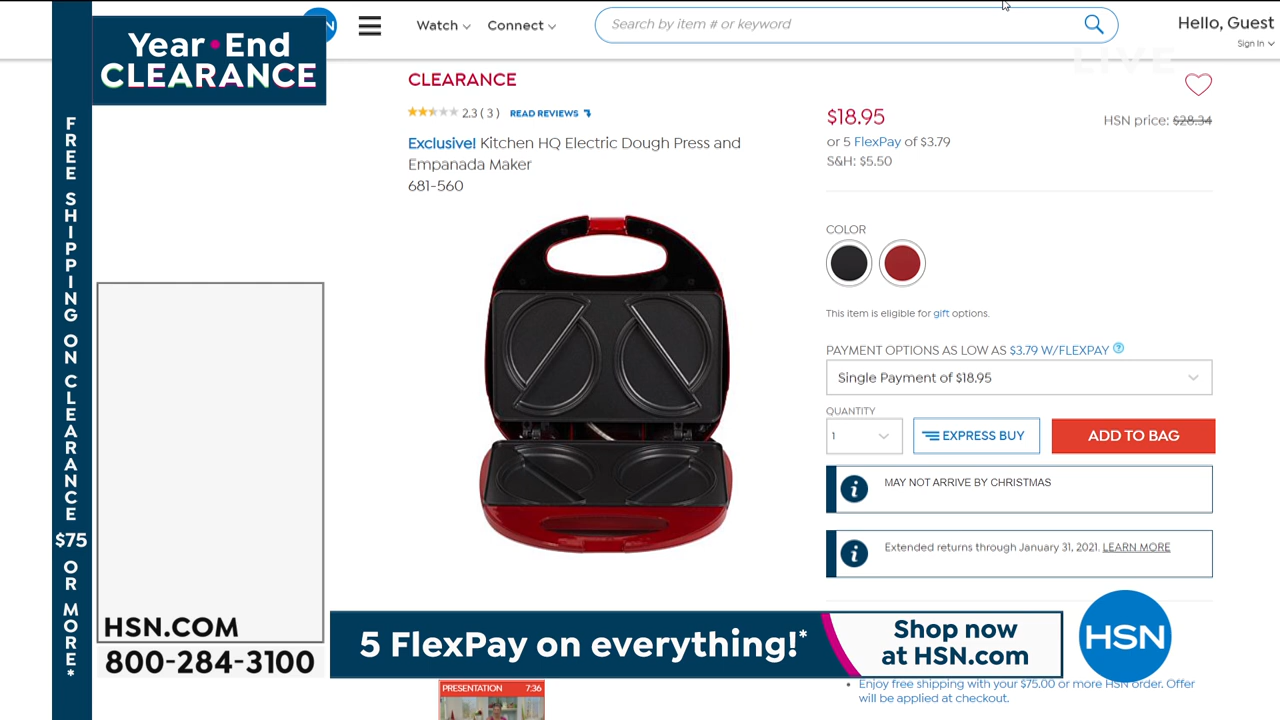 Year • End
CLEARANCE
FREE SHIPPING ON CLEARANCE $75 OR MORE*
N
Watch
Connect
Search by item # or keyword
Hello, Guest
Sign In
LIVE
CLEARANCE
2.3 ( 3 )
READ REVIEWS
Exclusive! Kitchen HQ Electric Dough Press and
Empanada Maker
681-560
$18.95
HSN price: $28.34
or 5 FlexPay of $3.79
S&H: $5.50
COLOR
This item is eligible for gift options.
PAYMENT OPTIONS AS LOW AS $3.79 W/FLEXPAY ?
Single Payment of $18.95
QUANTITY
1
EXPRESS BUY
ADD TO BAG
i
MAY NOT ARRIVE BY CHRISTMAS
i
Extended returns through January 31, 2021. LEARN MORE
HSN.COM
800-284-3100
5 FlexPay on everything!*
Shop now
at HSN.com
HSN
PRESENTATION 7:36
• Enjoy free shipping with your $75.00 or more HSN order. Offer
will be applied at checkout.